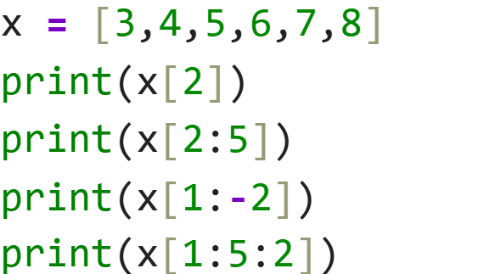 x = [3,4,5,6,7,8]
print(x[2])
print(x[2:5])
print(x[1:-2])
print(x[1:5:2])